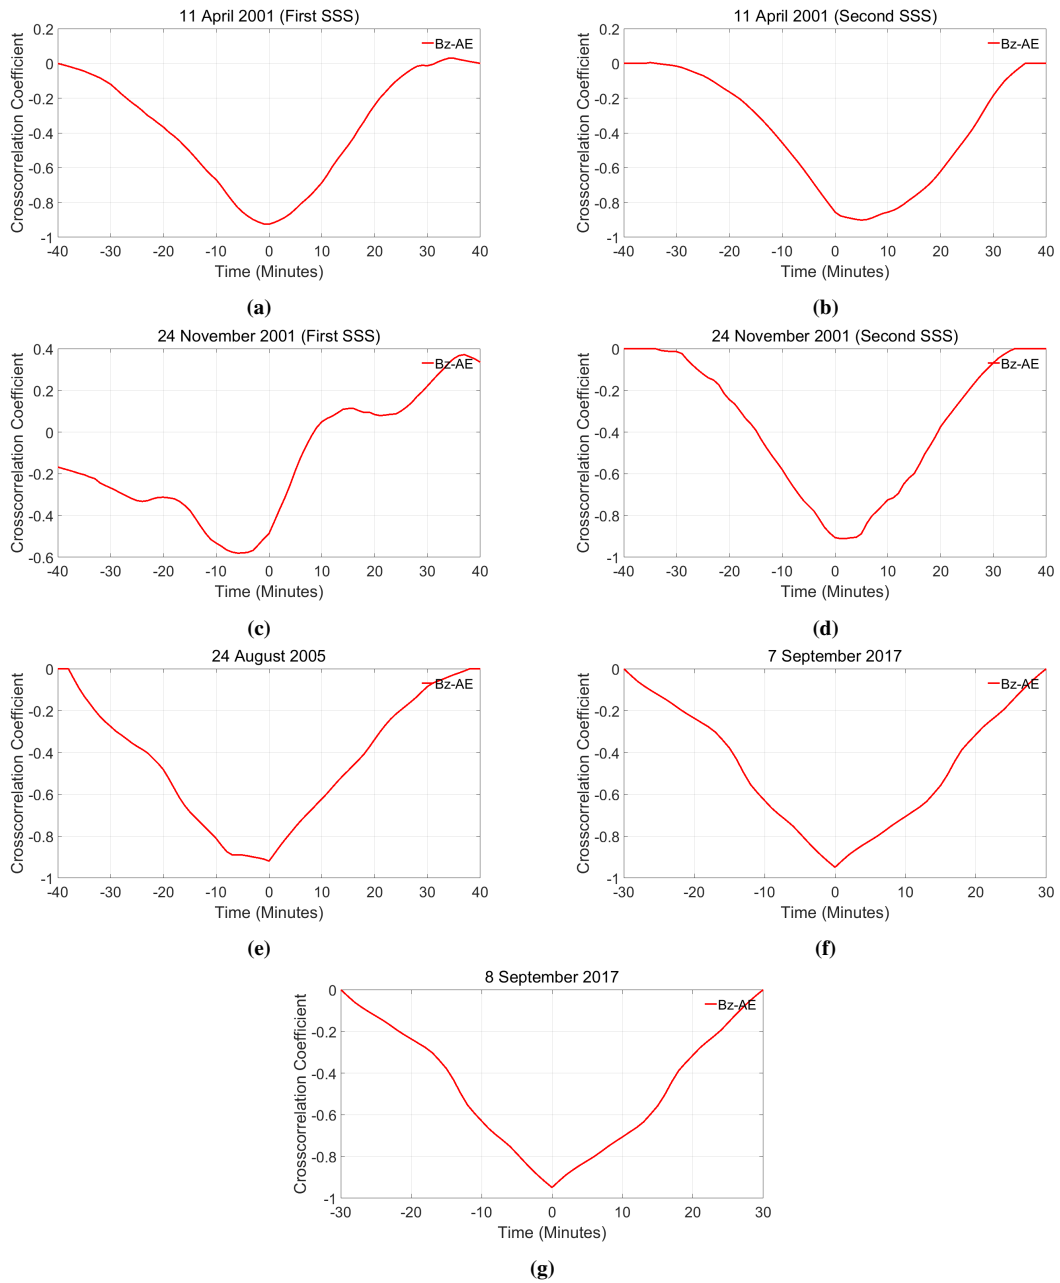 11 April 2001 (First SSS)
Crosscorrelation Coefficient
0.2
0
-0.2
-0.4
-0.6
-0.8
-1
Bz-AE
-40 -30 -20 -10 0 10 20 30 40
Time (Minutes)
(a)
11 April 2001 (Second SSS)
Crosscorrelation Coefficient
0.2
0
-0.2
-0.4
-0.6
-0.8
-1
Bz-AE
-40 -30 -20 -10 0 10 20 30 40
Time (Minutes)
(b)
24 November 2001 (First SSS)
Crosscorrelation Coefficient
0.4
0.2
0
-0.2
-0.4
-0.6
Bz-AE
-40 -30 -20 -10 0 10 20 30 40
Time (Minutes)
(c)
24 November 2001 (Second SSS)
Crosscorrelation Coefficient
0
-0.2
-0.4
-0.6
-0.8
-1
Bz-AE
-40 -30 -20 -10 0 10 20 30 40
Time (Minutes)
(d)
24 August 2005
Crosscorrelation Coefficient
0
-0.2
-0.4
-0.6
-0.8
-1
Bz-AE
-40 -30 -20 -10 0 10 20 30 40
Time (Minutes)
(e)
7 September 2017
Crosscorrelation Coefficient
0
-0.2
-0.4
-0.6
-0.8
-1
Bz-AE
-30 -20 -10 0 10 20 30
Time (Minutes)
(f)
8 September 2017
Crosscorrelation Coefficient
0
-0.2
-0.4
-0.6
-0.8
-1
Bz-AE
-30 -20 -10 0 10 20 30
Time (Minutes)
(g)